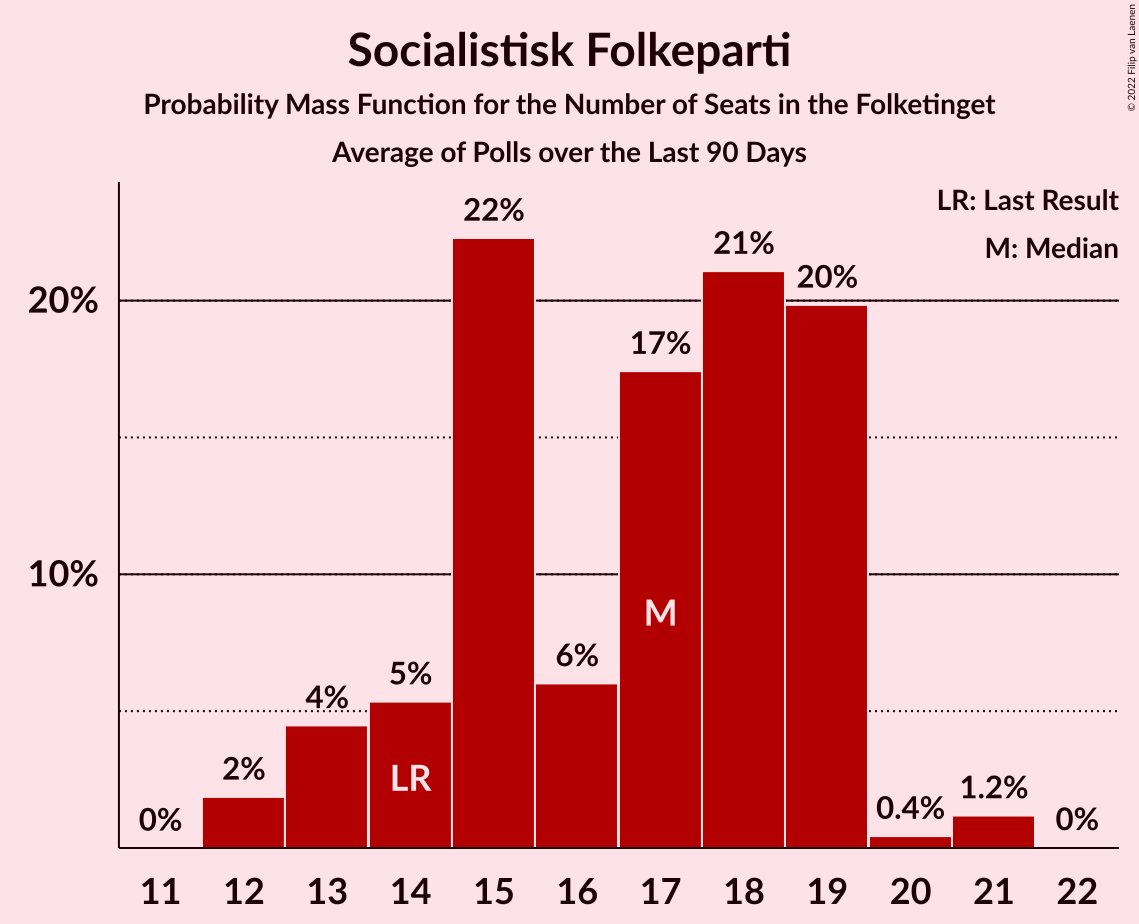 Socialistisk Folkeparti
Probability Mass Function for the Number of Seats in the Folketinget
Average of Polls over the Last 90 Days
© 2022 Filip van Laenen
LR: Last Result
M: Median
20%
10%
0%
2%
4%
5%
22%
6%
17%
21%
20%
0.4%
1.2%
0%
LR
M
11 12 13 14 15 16 17 18 19 20 21 22